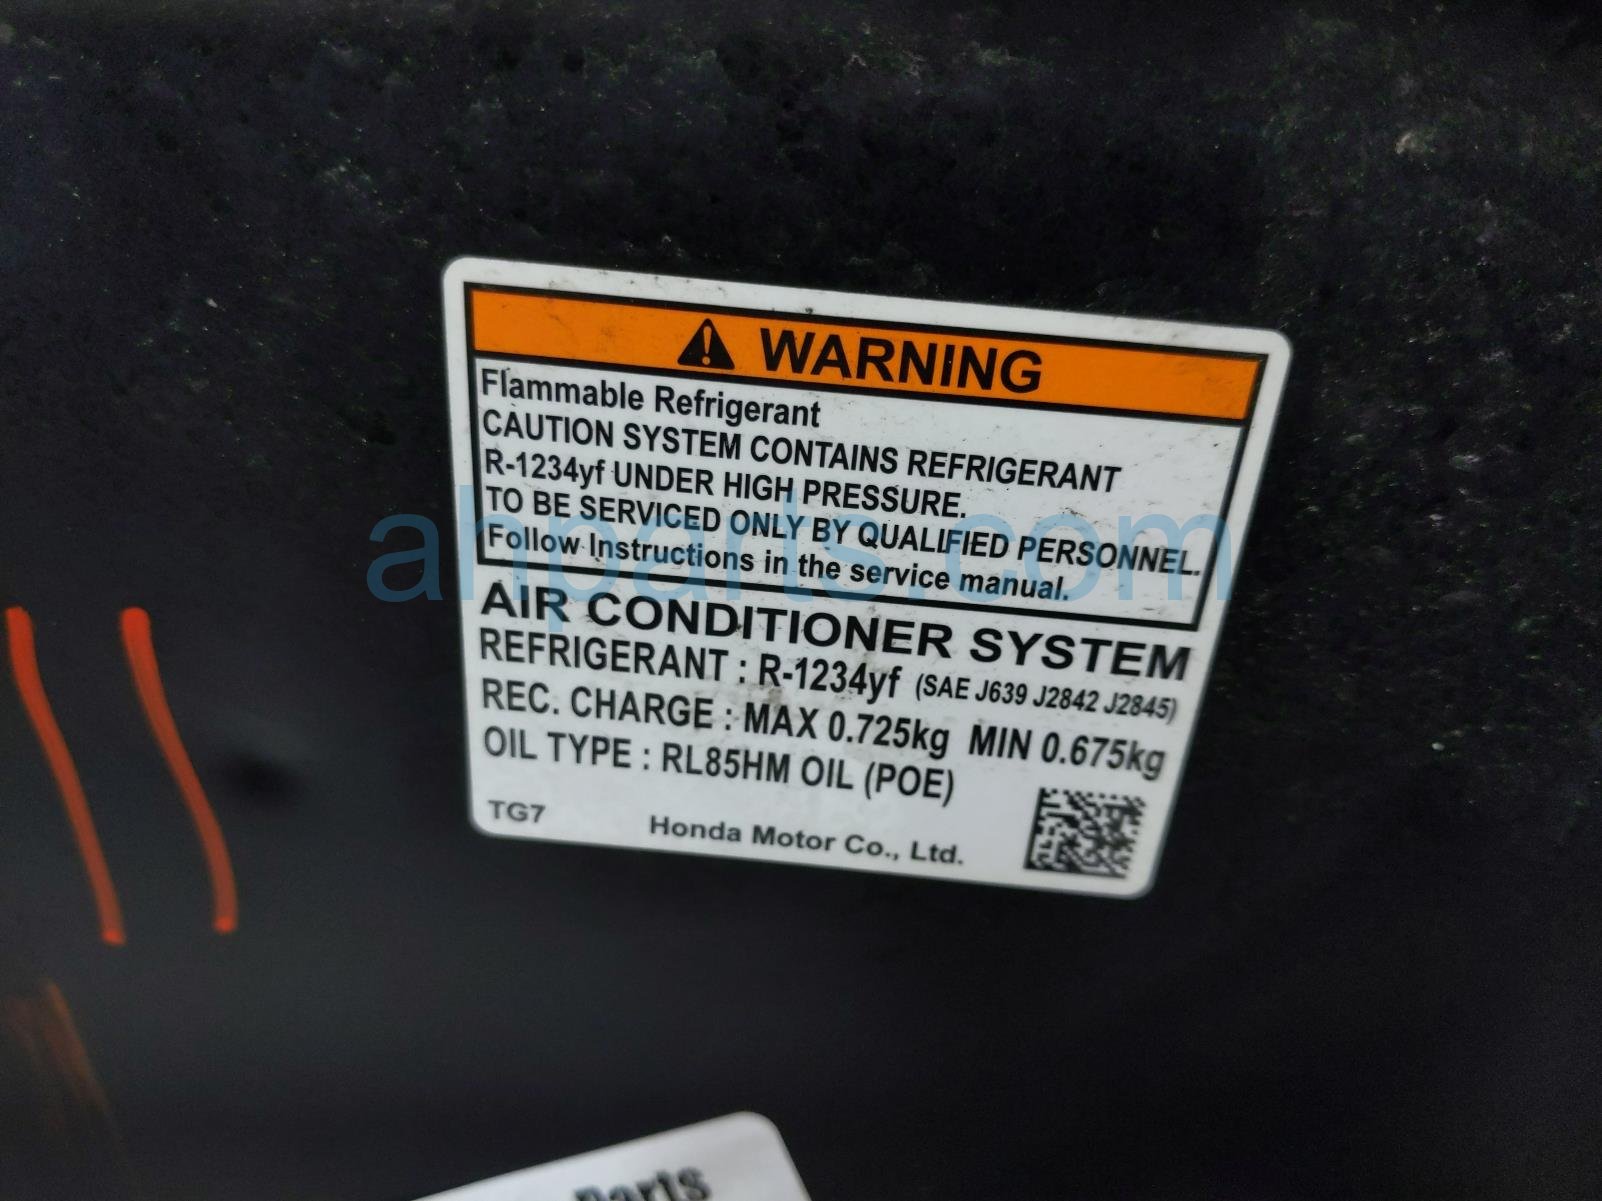 WARNING
Flammable Refrigerant
CAUTION SYSTEM CONTAINS REFRIGERANT
R-1234yf UNDER HIGH PRESSURE.
TO BE SERVICED ONLY BY QUALIFIED PERSONNEL.
Follow Instructions in the service manual.
ahparts.com
AIR CONDITIONER SYSTEM
REFRIGERANT : R-1234yf (SAE J639 J2842 J2845)
REC. CHARGE : MAX 0.725kg MIN 0.675kg
OIL TYPE : RL85HM OIL (POE)
TG7 Honda Motor Co., Ltd.
Parts